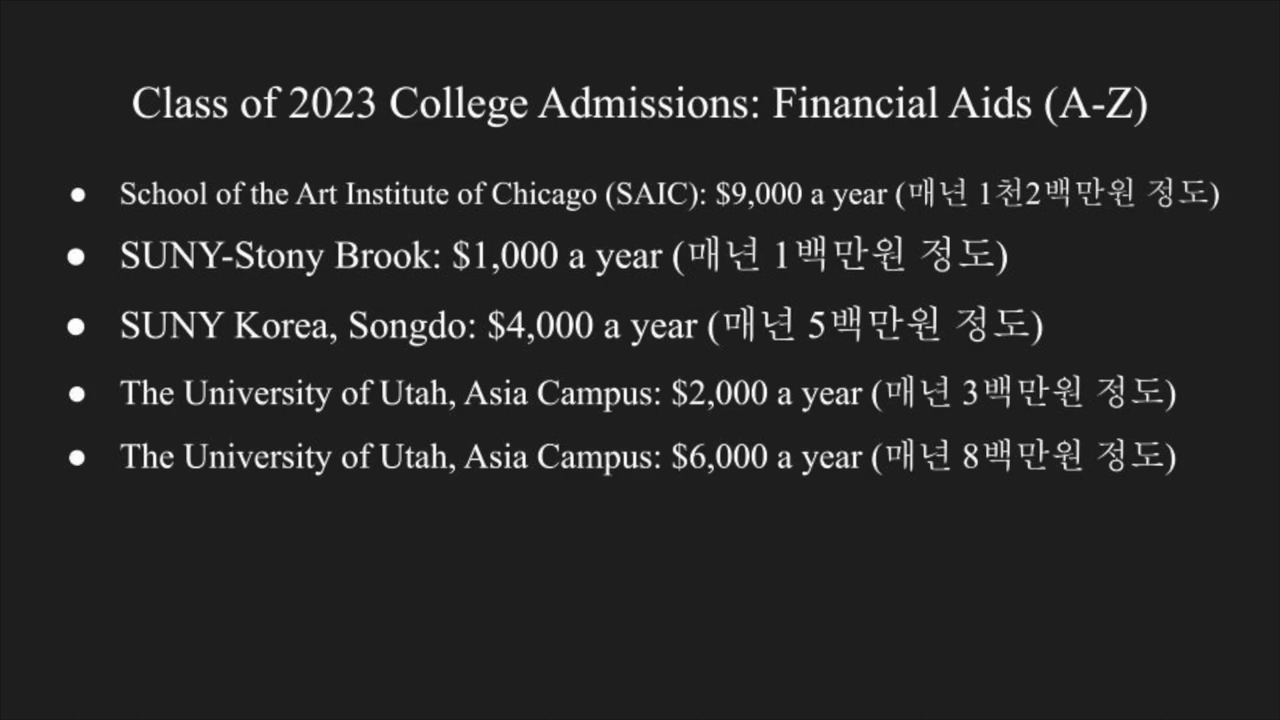 Class of 2023 College Admissions: Financial Aids (A-Z)
● School of the Art Institute of Chicago (SAIC): $9,000 a year (매년 1천2백만원 정도)
● SUNY-Stony Brook: $1,000 a year (매년 1백만원 정도)
● SUNY Korea, Songdo: $4,000 a year (매년 5백만원 정도)
● The University of Utah, Asia Campus: $2,000 a year (매년 3백만원 정도)
● The University of Utah, Asia Campus: $6,000 a year (매년 8백만원 정도)